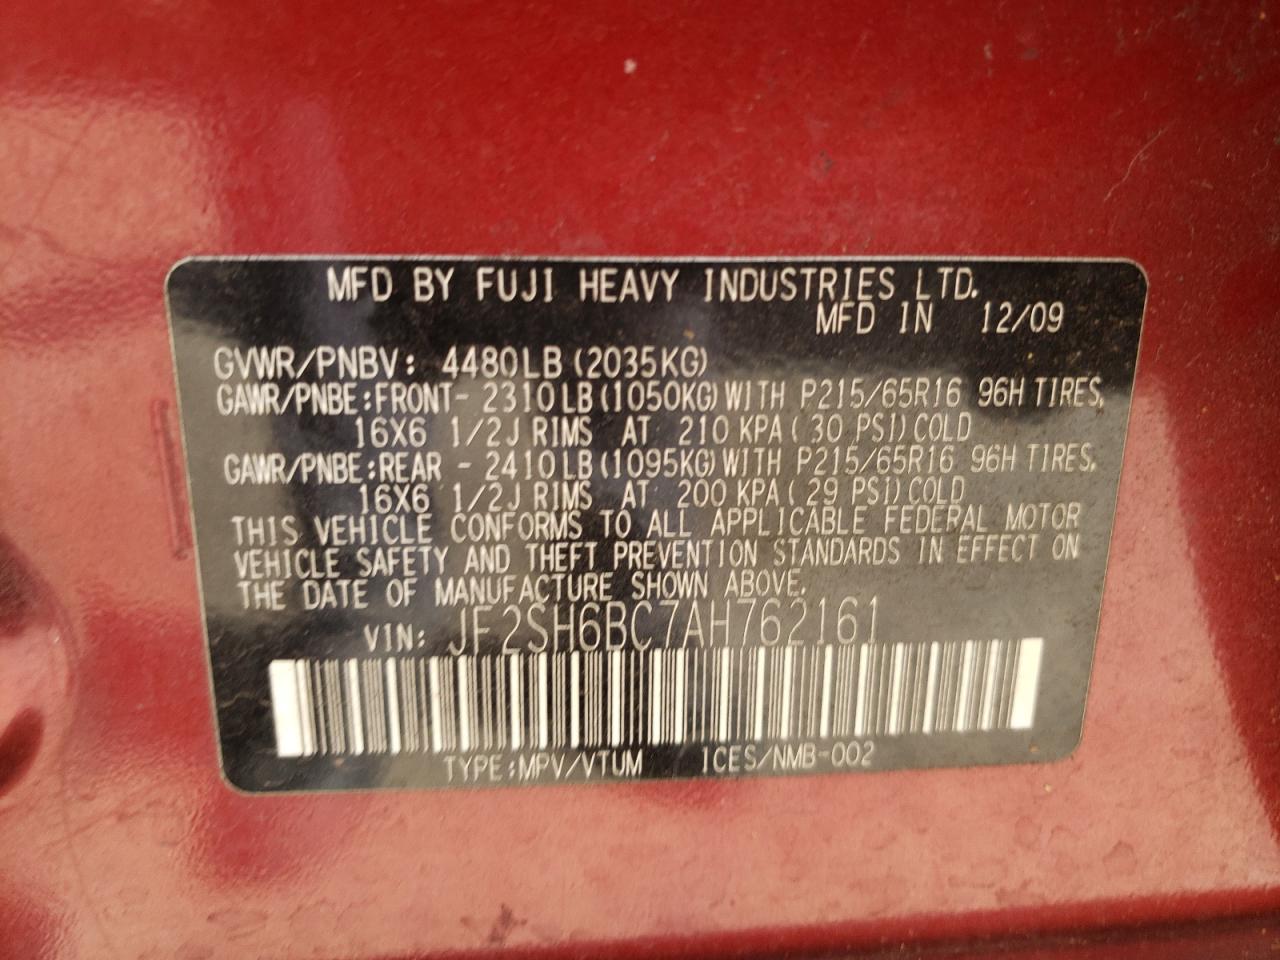 MFD BY FUJI HEAVY INDUSTRIES LTD.
MFD IN 12/09
GVWR/PNBV: 4480LB (2035KG)
GAWR/PNBE:FRONT- 2310LB(1050KG)WITH P215/65R16 96H TIRES,
16X6 1/2J RIMS AT 210 KPA( 30 PSI)COLD
GAWR/PNBE:REAR - 2410LB(1095KG)WITH P215/65R16 96H TIRES,
16X6 1/2J RIMS AT 200 KPA( 29 PSI)COLD
THIS VEHICLE CONFORMS TO ALL APPLICABLE FEDERAL MOTOR
VEHICLE SAFETY AND THEFT PREVENTION STANDARDS IN EFFECT ON
THE DATE OF MANUFACTURE SHOWN ABOVE.
VIN: JF2SH6BC7AH762161
TYPE:MPV/VTUM ICES/NMB-002